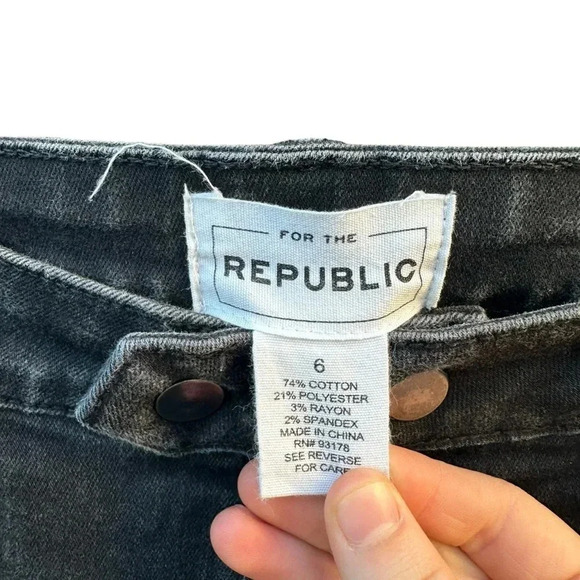 FOR THE
REPUBLIC
6
74% COTTON
21% POLYESTER
3% RAYON
2% SPANDEX
MADE IN CHINA
RN# 93178
SEE REVERSE
FOR CARE